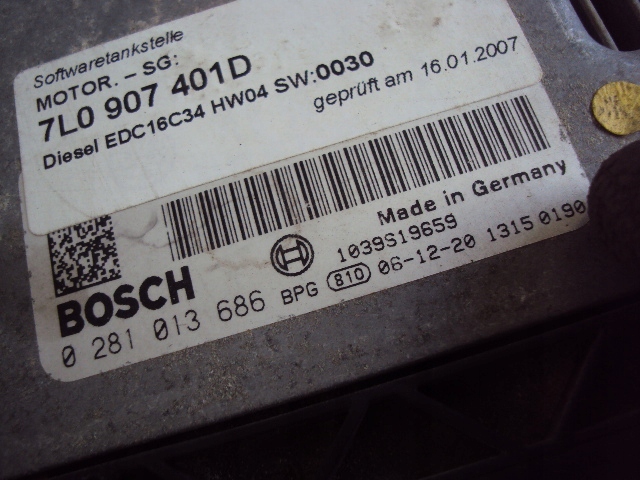 Softwaretankstelle
MOTOR. – SG:
7L0 907 401D
Diesel EDC16C34 HW04 SW:0030
geprüft am 16.01.2007
Made in Germany
1039S19659
BOSCH
0 281 013 686 BPG 810 06-12-20 1315 0190